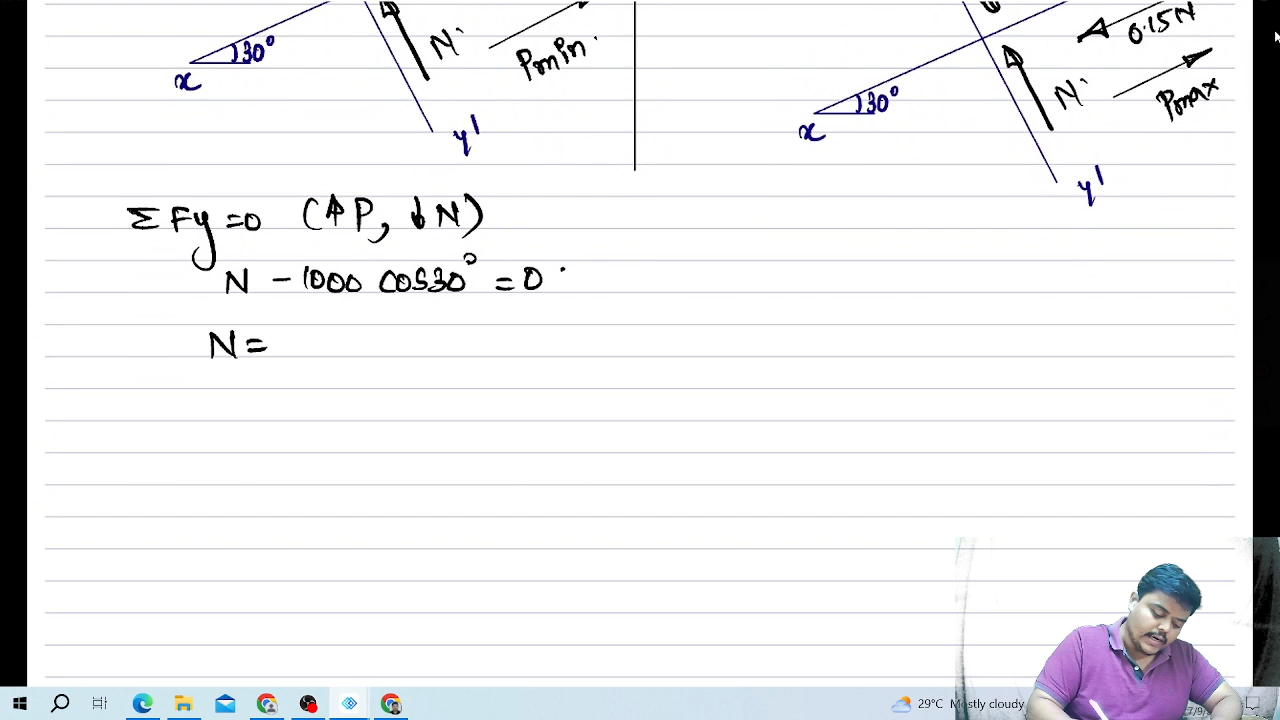 30°
x
N
Pmin.
y'
0.15N
30°
x
N
Pmax
y'
ΣFy=0 (↑P, ↓N)
N - 1000 cos30° = 0
N =
29°C Mostly cloudy